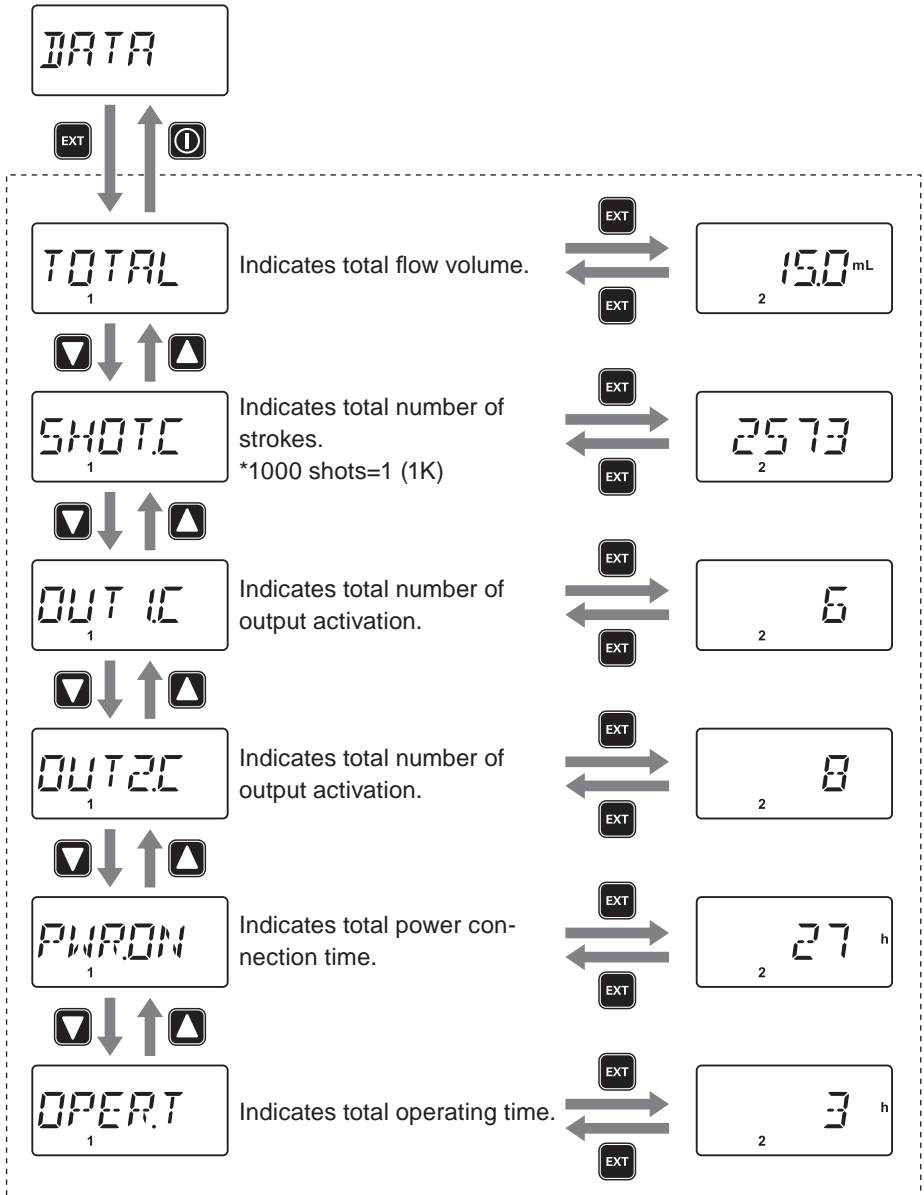 DATA
EXT
EXT
TOTAL
1
Indicates total flow volume.
15.0 mL
2
EXT
EXT
SHOT.C
1
Indicates total number of
strokes.
*1000 shots=1 (1K)
2573
2
EXT
EXT
OUT1.C
1
Indicates total number of
output activation.
6
2
EXT
EXT
OUT2.C
1
Indicates total number of
output activation.
8
2
EXT
EXT
PWR.ON
1
Indicates total power con-
nection time.
27 h
2
EXT
EXT
OPER.T
1
Indicates total operating time.
3 h
2
EXT